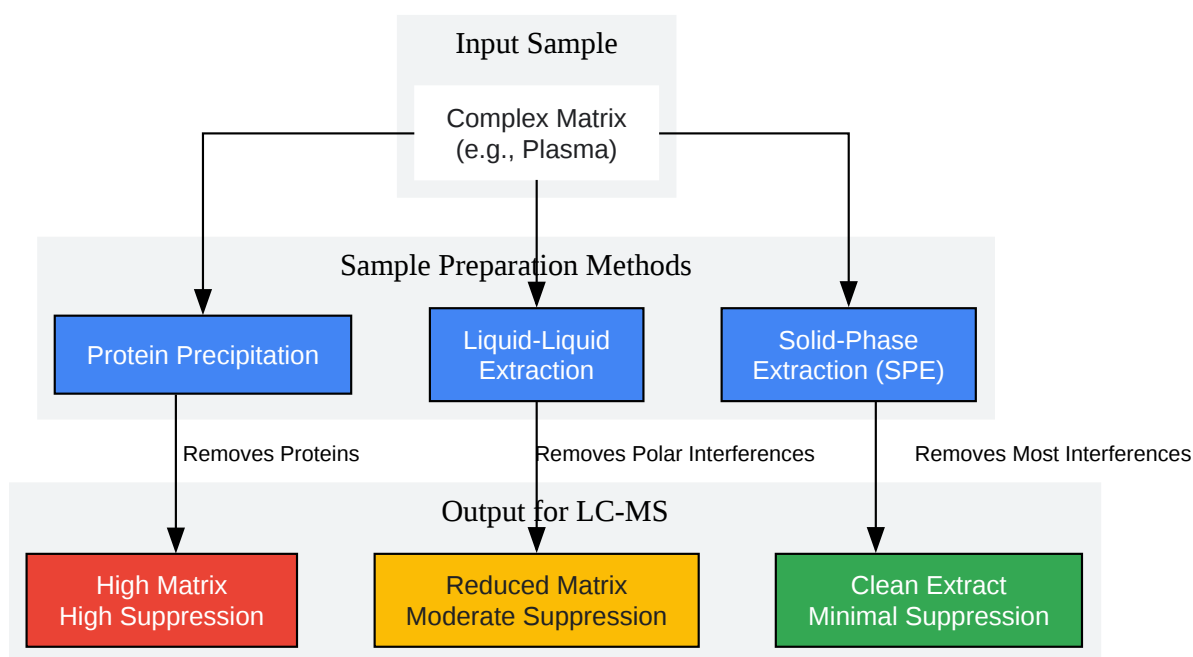 Input Sample
Complex Matrix
(e.g., Plasma)
Sample Preparation Methods
Protein Precipitation
Liquid-Liquid
Extraction
Solid-Phase
Extraction (SPE)
Removes Proteins
Removes Polar Interferences
Removes Most Interferences
Output for LC-MS
High Matrix
High Suppression
Reduced Matrix
Moderate Suppression
Clean Extract
Minimal Suppression